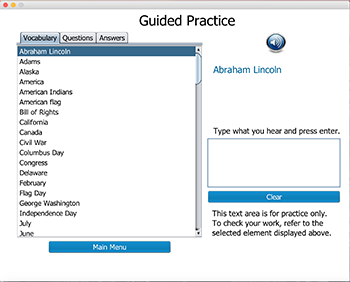 Guided Practice
Vocabulary Questions Answers
Abraham Lincoln
Adams
Alaska
America
American Indians
American flag
Bill of Rights
California
Canada
Civil War
Columbus Day
Congress
Delaware
February
Flag Day
George Washington
Independence Day
July
June
Main Menu
Abraham Lincoln
Type what you hear and press enter.
Clear
This text area is for practice only.
To check your work, refer to the
selected element displayed above.